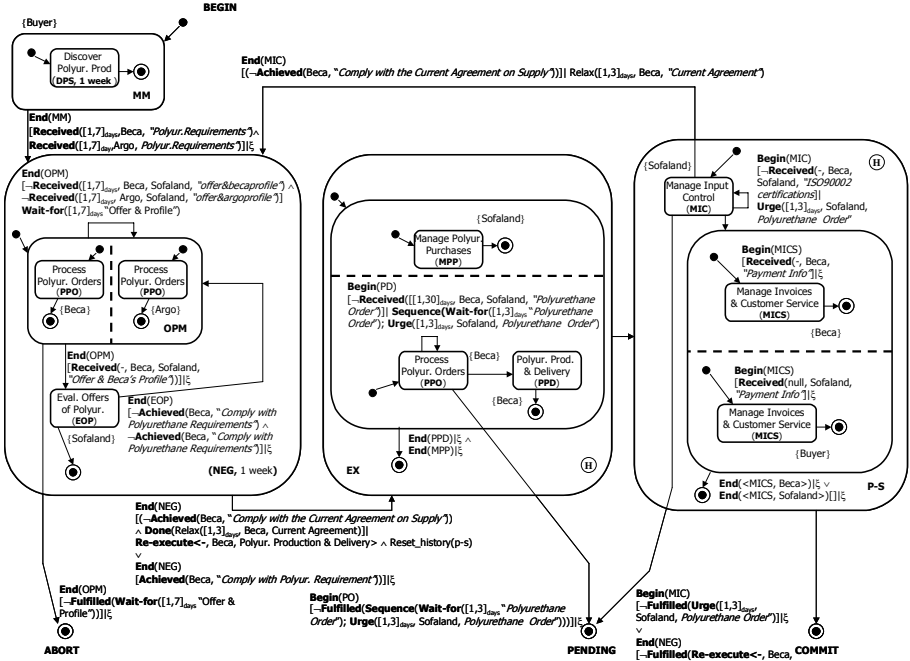 BEGIN
{Buyer}
Discover
Polyur. Prod
(DPS, 1 week)
MM
End(MIC)
[(¬Achieved(Beca, "Comply with the Current Agreement on Supply"))]| Relax([1,3]days, Beca, "Current Agreement")
End(MM)
[Received([1,7]days,Beca, "Polyur.Requirements")∧
Received([1,7]day,Argo, Polyur.Requirements")]|ξ
End(OPM)
[¬Received([1,7]days, Beca, Sofaland, "offer&becaprofile") ∧
¬Received([1,7]days, Argo, Sofaland, "offer&argoprofile")]
Wait-for([1,7]days "Offer & Profile")
Process
Polyur. Orders
(PPO)
{Beca}
Process
Polyur. Orders
(PPO)
{Argo}
OPM
End(OPM)
[Received(-, Beca, Sofaland,
"Offer & Beca's Profile"))]|ξ
Eval. Offers
of Polyur.
(EOP)
{Sofaland}
End(EOP)
[¬Achieved(Beca, "Comply with
Polyurethane Requirements") ∧
¬Achieved(Beca, "Comply with
Polyurethane Requirements")]|ξ
(NEG, 1 week)
{Sofaland}
Manage Polyur.
Purchases
(MPP)
Begin(PD)
[¬Received([[1,30]days, Beca, Sofaland, "Polyurethane
Order")]| Sequence(Wait-for([1,3]days "Polyurethane
Order"); Urge([1,3]days, Sofaland, Polyurethane Order")
Process
Polyur. Orders
(PPO)
{Beca}
Polyur. Prod.
& Delivery
(PPD)
{Beca}
End(PPD)|ξ ∧
End(MPP)|ξ
EX
H
H
{Sofaland}
Manage Input
Control
(MIC)
Begin(MIC)
[¬Received(-, Beca,
Sofaland, "ISO90002
certifications]|
Urge([1,3]days, Sofaland,
Polyurethane Order"
Begin(MICS)
[Received(-, Beca,
"Payment Info")]|ξ
Manage Invoices
& Customer Service
(MICS)
{Beca}
Begin(MICS)
[Received(null, Sofaland,
"Payment Info")]|ξ
Manage Invoices
& Customer Service
(MICS)
{Buyer}
End(<MICS, Beca>)|ξ ∨
End(<MICS, Sofaland>)[]|ξ
P-S
End(NEG)
[(¬Achieved(Beca, "Comply with the Current Agreement on Supply"))
∧ Done(Relax([1,3]days, Beca, Current Agreement)]|
Re-execute<-, Beca, Polyur. Production & Delivery> ∧ Reset_history(p-s)
∨
End(NEG)
[Achieved(Beca, "Comply with Polyur. Requirement"))]|ξ
End(OPM)
[¬Fulfilled(Wait-for([1,7]days "Offer &
Profile"))]|ξ
ABORT
Begin(PO)
[¬Fulfilled(Sequence(Wait-for([1,3]days "Polyurethane
Order"); Urge([1,3]days, Sofaland, Polyurethane Order")))]|ξ
PENDING
Begin(MIC)
[¬Fulfilled(Urge([1,3]days,
Sofaland, Polyurethane Order")]|ξ
∨
End(NEG)
[¬Fulfilled(Re-execute<-, Beca,
COMMIT